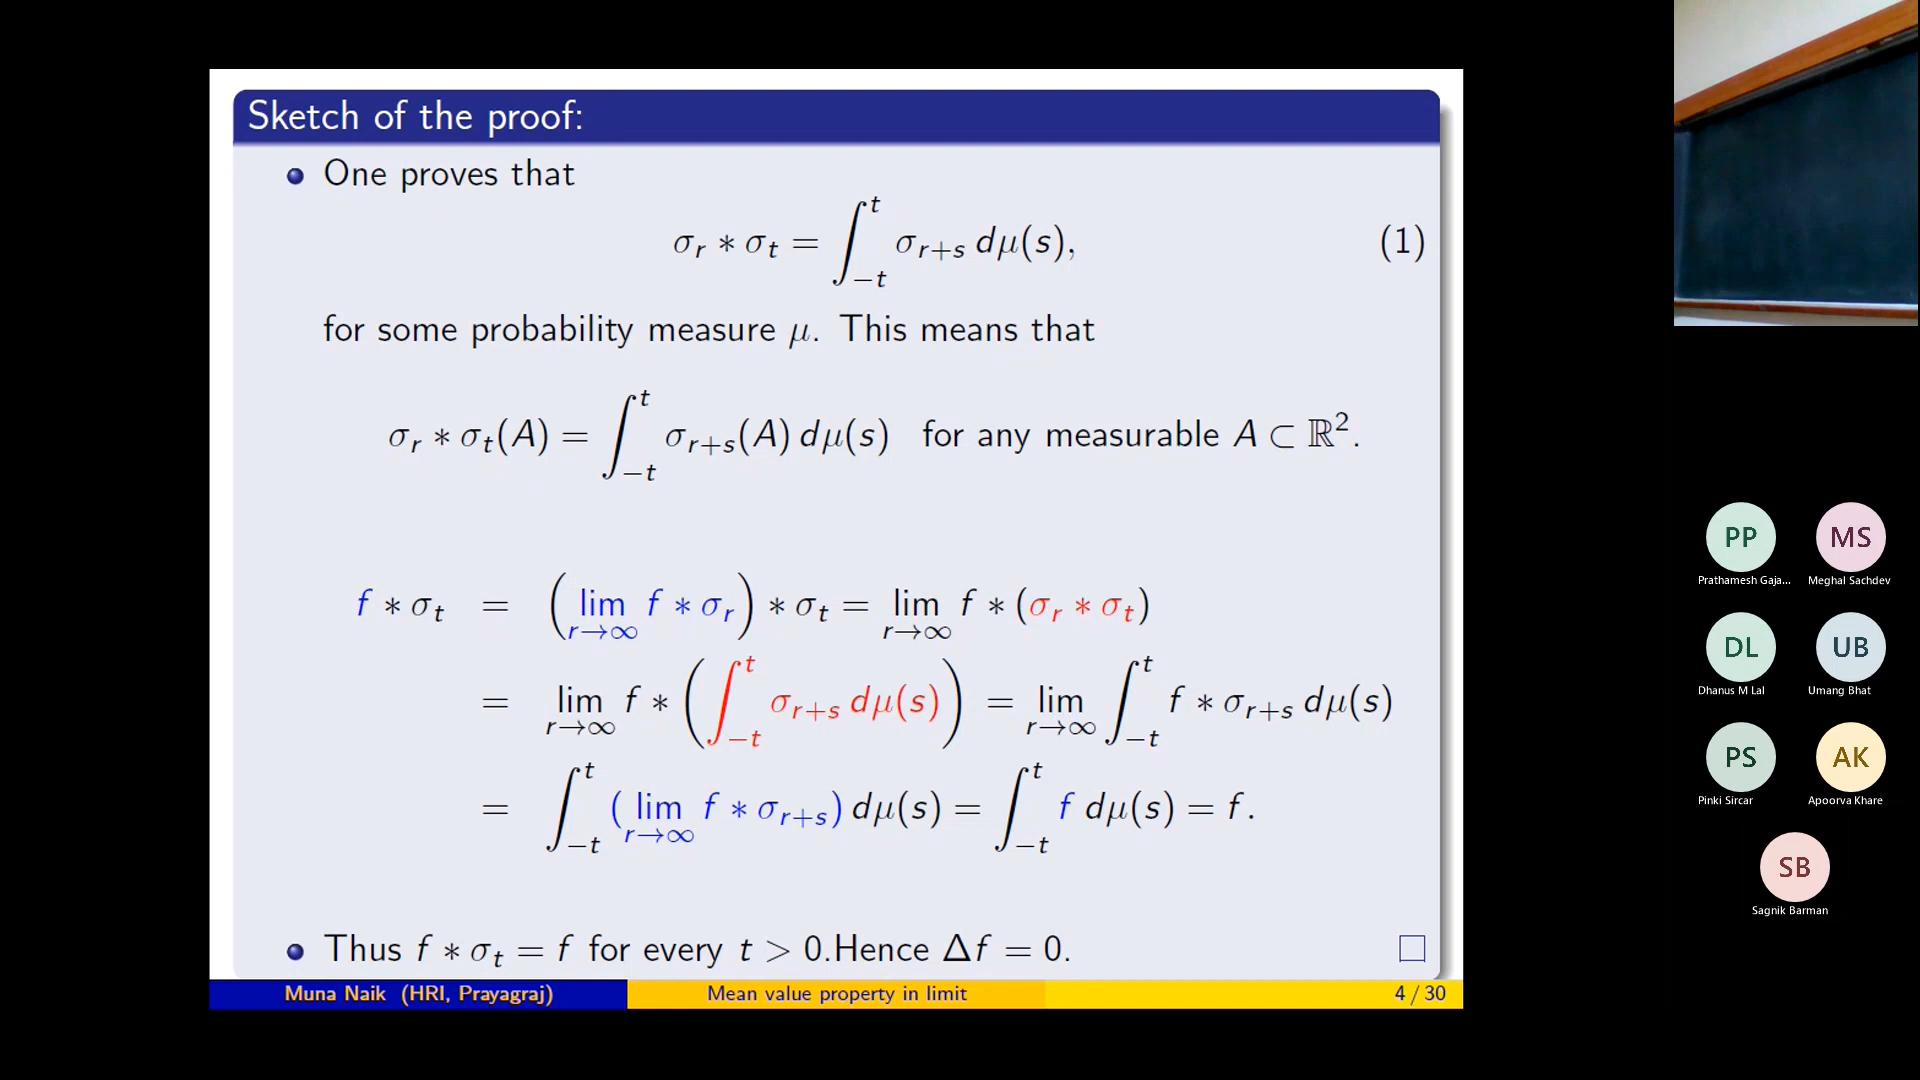 Sketch of the proof:
One proves that
σ_r ∗ σ_t = ∫_{−t}^{t} σ_{r+s} dμ(s), (1)
for some probability measure μ. This means that
σ_r ∗ σ_t(A) = ∫_{−t}^{t} σ_{r+s}(A) dμ(s) for any measurable A ⊂ ℝ².
f ∗ σ_t = (lim_{r→∞} f ∗ σ_r) ∗ σ_t = lim_{r→∞} f ∗ (σ_r ∗ σ_t)
= lim_{r→∞} f ∗ (∫_{−t}^{t} σ_{r+s} dμ(s)) = lim_{r→∞} ∫_{−t}^{t} f ∗ σ_{r+s} dμ(s)
= ∫_{−t}^{t} (lim_{r→∞} f ∗ σ_{r+s}) dμ(s) = ∫_{−t}^{t} f dμ(s) = f.
Thus f ∗ σ_t = f for every t > 0.Hence Δf = 0. □
Muna Naik (HRI, Prayagraj) Mean value property in limit 4 / 30
PP MS
Prathamesh Gaja... Meghal Sachdev
DL UB
Dhanus M Lal Umang Bhat
PS AK
Pinki Sircar Apoorva Khare
SB
Sagnik Barman